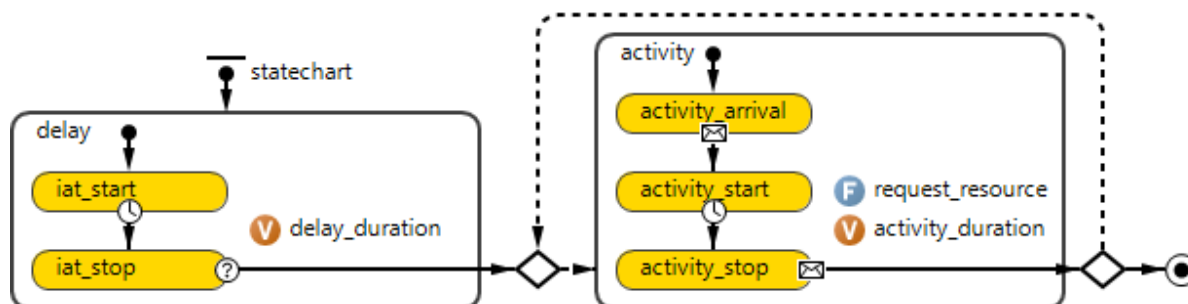 statechart
delay
iat_start
V delay_duration
iat_stop ?
activity
activity_arrival
activity_start
F request_resource
V activity_duration
activity_stop